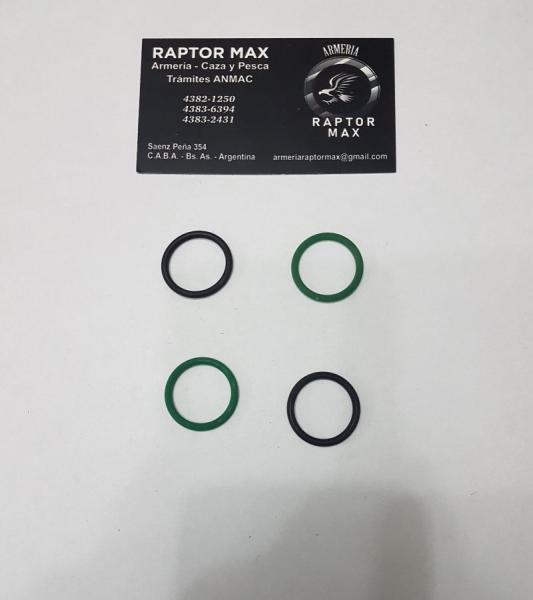 RAPTOR MAX
Armeria - Caza y Pesca
Trámites ANMAC
4382-1250
4383-6394
4383-2431
Saenz Peña 354
C.A.B.A. - Bs. As. - Argentina
ARMERIA
RAPTOR
MAX
armeriaraptormax@gmail.com